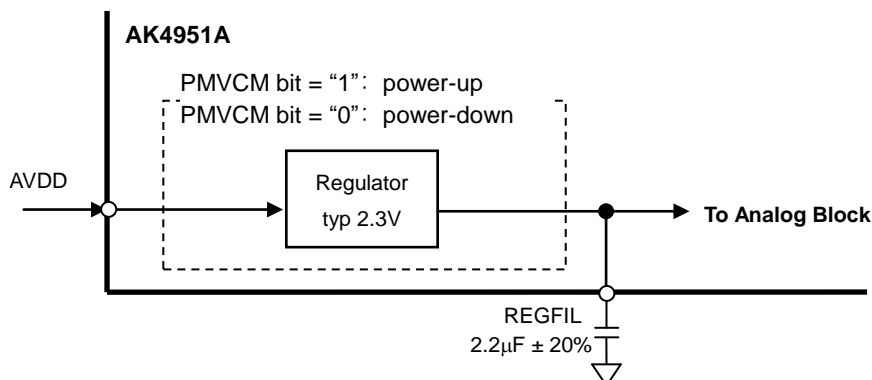 AK4951A
PMVCM bit = “1”: power-up
PMVCM bit = “0”: power-down
AVDD
Regulator
typ 2.3V
To Analog Block
REGFIL
2.2μF ± 20%